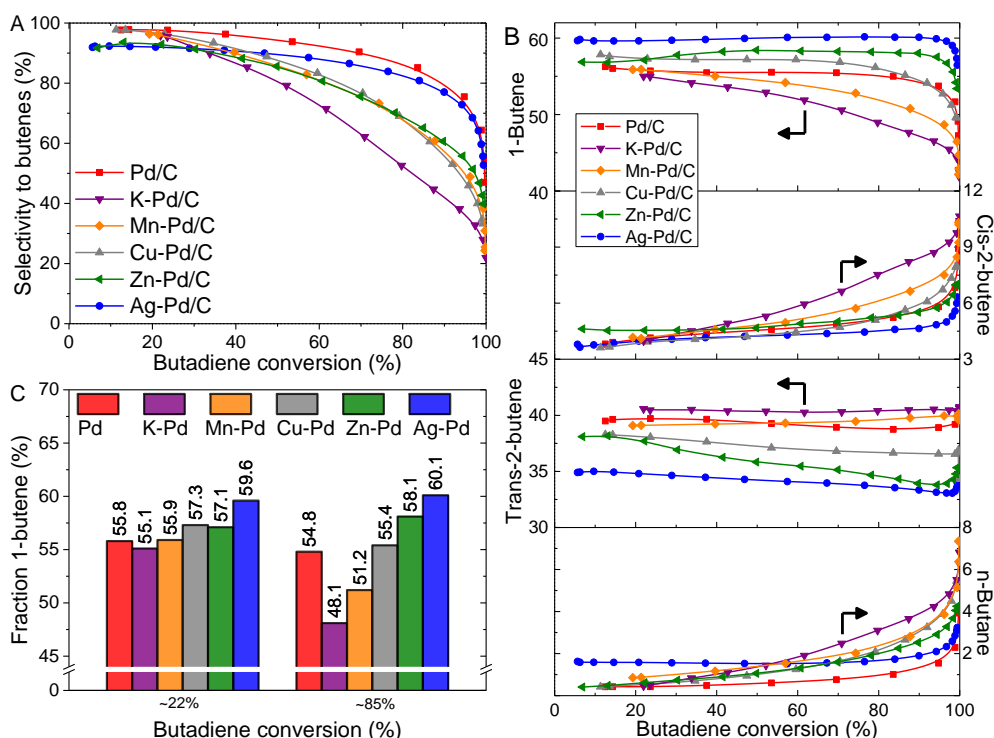 A
Selectivity to butenes (%)
100
80
60
40
20
0
Pd/C
K-Pd/C
Mn-Pd/C
Cu-Pd/C
Zn-Pd/C
Ag-Pd/C
0 20 40 60 80 100
Butadiene conversion (%)
B
1-Butene
60
50
40
Pd/C
K-Pd/C
Mn-Pd/C
Cu-Pd/C
Zn-Pd/C
Ag-Pd/C
12
9
6
3
Cis-2-butene
45
40
35
30
Trans-2-butene
8
6
4
2
n-Butane
0 20 40 60 80 100
Butadiene conversion (%)
C
Fraction 1-butene (%)
70
65
60
55
50
45
0
Pd K-Pd Mn-Pd Cu-Pd Zn-Pd Ag-Pd
55.8 55.1 55.9 57.3 57.1 59.6
54.8 48.1 51.2 55.4 58.1 60.1
~22% ~85%
Butadiene conversion (%)